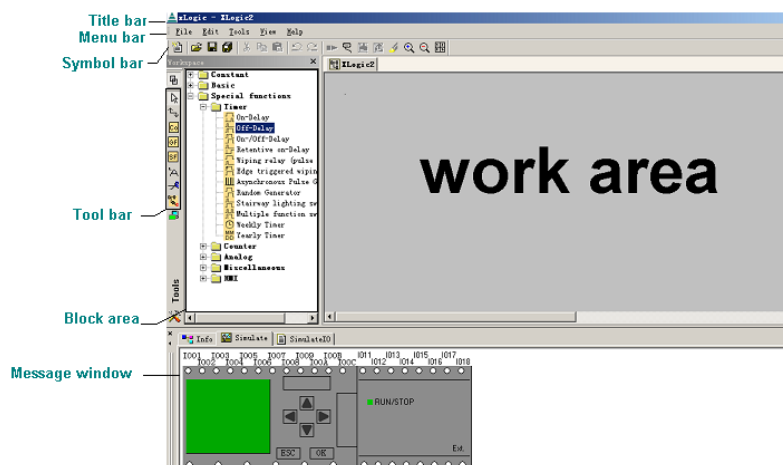 Title bar
xLogic - XLogic2
Menu bar
File Edit Tools View Help
Symbol bar
Workspace
XLogic2
Constant
Basic
Special functions
Timer
On-Delay
Off-Delay
On-/Off-Delay
Retentive on-Delay
Wiping relay (pulse
Edge triggered wipin
Asynchronous Pulse G
Random Generator
Stairway lighting sw
Multiple function sw
Weekly Timer
Yearly Timer
Counter
Analog
Miscellaneous
HMI
work area
Co
GF
SF
Tool bar
Tools
Block area
Info Simulate SimulateIO
Message window
I001 I003 I005 I007 I009 I00B I011 I013 I015 I017
I002 I004 I006 I008 I00A I00C I012 I014 I016 I018
RUN/STOP
ESC OK
Ext.